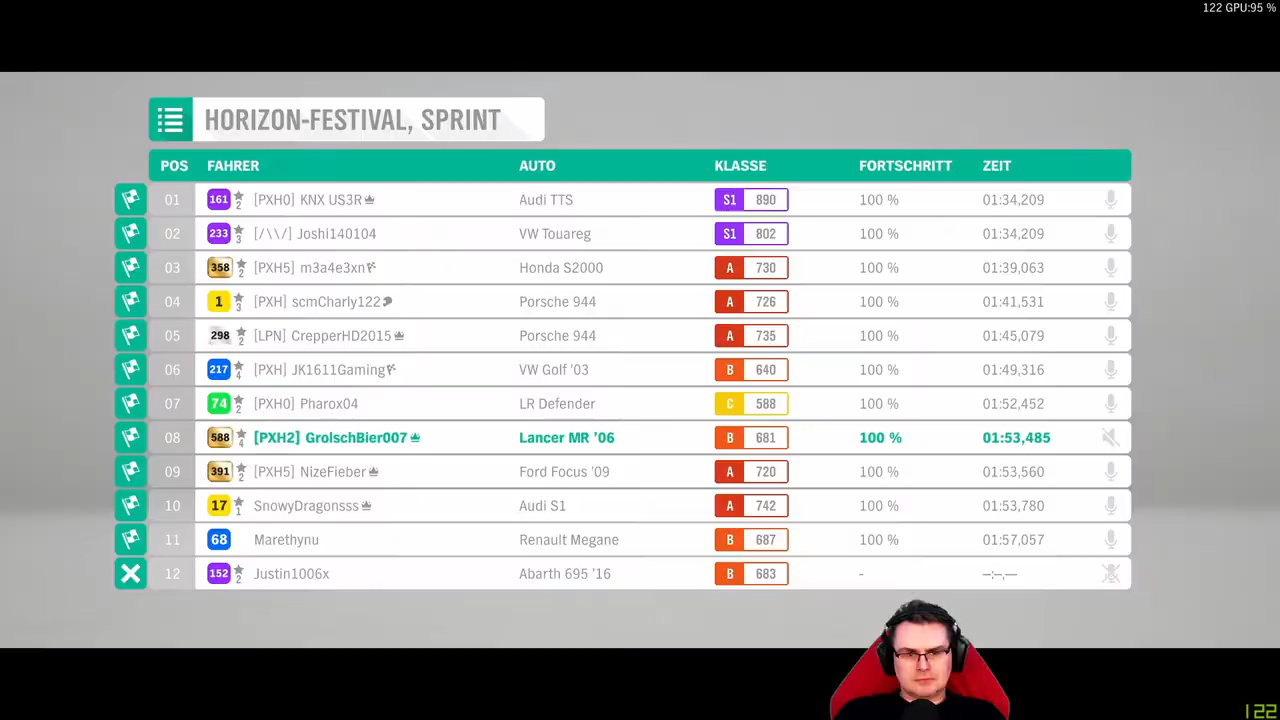 122 GPU:95 %
HORIZON-FESTIVAL, SPRINT
POS FAHRER AUTO KLASSE FORTSCHRITT ZEIT
01 161 2 [PXH0] KNX US3R Audi TTS S1 890 100 % 01:34,209
02 233 3 [/\\/] Joshi140104 VW Touareg S1 802 100 % 01:34,209
03 358 2 [PXH5] m3a4e3xn Honda S2000 A 730 100 % 01:39,063
04 1 3 [PXH] scmCharly122 Porsche 944 A 726 100 % 01:41,531
05 298 2 [LPN] CrepperHD2015 Porsche 944 A 735 100 % 01:45,079
06 217 4 [PXH] JK1611Gaming VW Golf '03 B 640 100 % 01:49,316
07 74 2 [PXH0] Pharox04 LR Defender C 588 100 % 01:52,452
08 588 4 [PXH2] GrolschBier007 Lancer MR '06 B 681 100 % 01:53,485
09 391 2 [PXH5] NizeFieber Ford Focus '09 A 720 100 % 01:53,560
10 17 1 SnowyDragonsss Audi S1 A 742 100 % 01:53,780
11 68 Marethynu Renault Megane B 687 100 % 01:57,057
12 152 2 Justin1006x Abarth 695 '16 B 683 - --:--,---
122